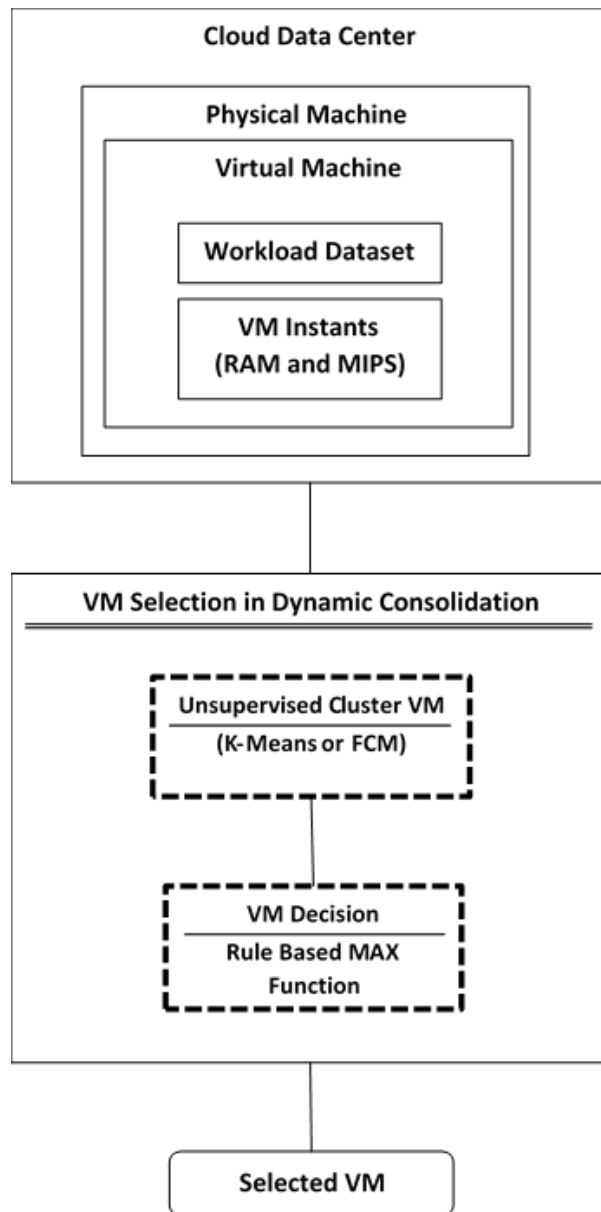 Cloud Data Center
Physical Machine
Virtual Machine
Workload Dataset
VM Instants
(RAM and MIPS)
VM Selection in Dynamic Consolidation
Unsupervised Cluster VM
(K-Means or FCM)
VM Decision
Rule Based MAX
Function
Selected VM